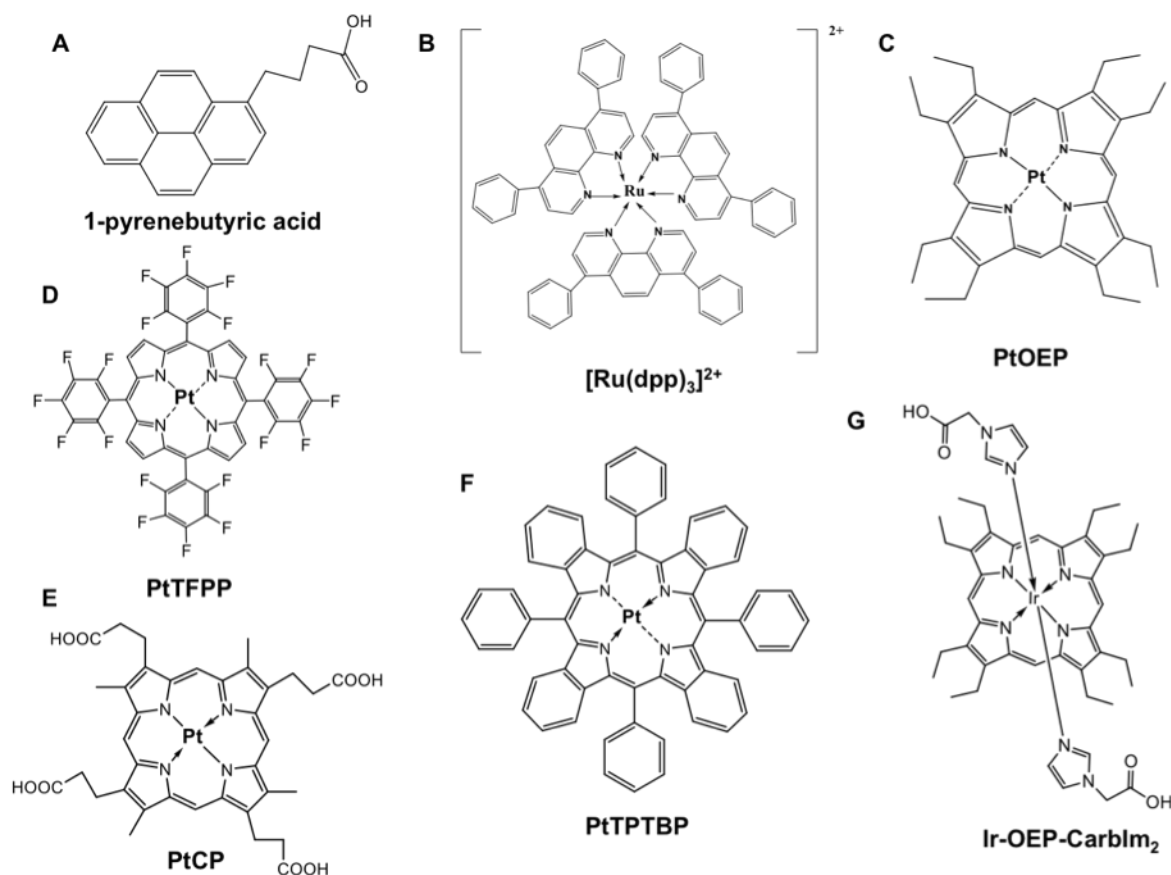 A
OH
O
1-pyrenebutyric acid
B
2+
N
N
N
N
N
N
Ru
[Ru(dpp)₃]²⁺
C
N
N
Pt
N
N
PtOEP
D
F
F
F
F
F
F
F
F
F
F
N
N
Pt
N
N
F
F
F
F
F
F
F
F
F
F
PtTFPP
E
HOOC
COOH
N
N
Pt
N
N
HOOC
COOH
PtCP
F
N
N
Pt
N
N
PtTPTBP
G
HO
O
N
N
N
N
Ir
N
N
N
N
O
OH
Ir-OEP-CarbIm₂